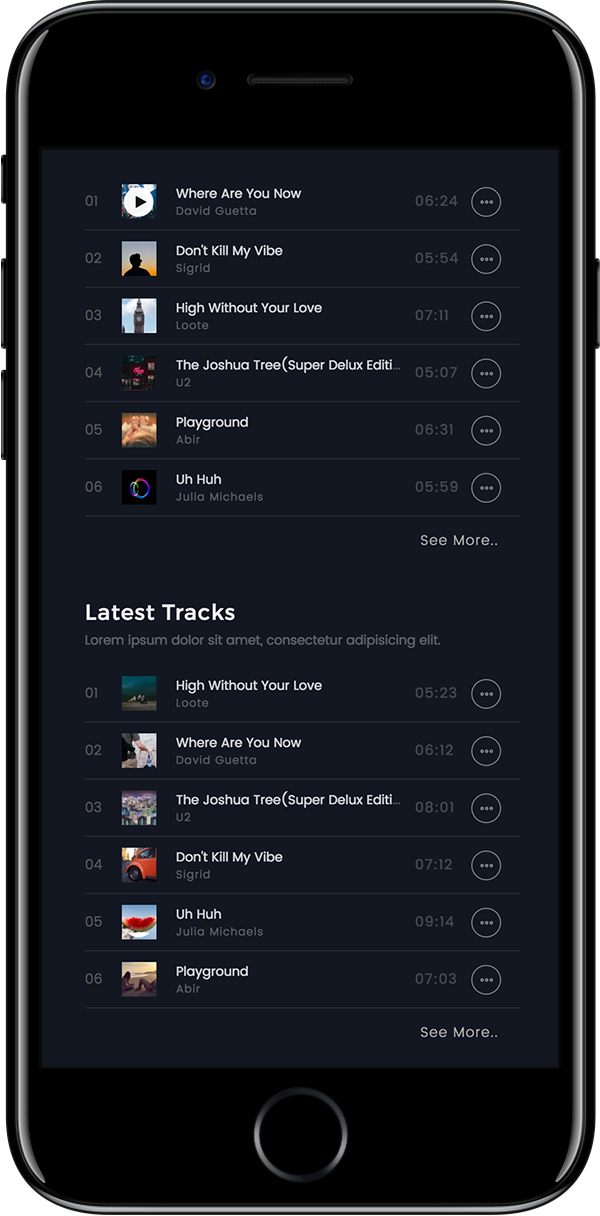 01 Where Are You Now 06:24
David Guetta
02 Don't Kill My Vibe 05:54
Sigrid
03 High Without Your Love 07:11
Loote
04 The Joshua Tree(Super Delux Editi... 05:07
U2
05 Playground 06:31
Abir
06 Uh Huh 05:59
Julia Michaels
See More..
Latest Tracks
Lorem ipsum dolor sit amet, consectetur adipisicing elit.
01 High Without Your Love 05:23
Loote
02 Where Are You Now 06:12
David Guetta
03 The Joshua Tree(Super Delux Editi... 08:01
U2
04 Don't Kill My Vibe 07:12
Sigrid
05 Uh Huh 09:14
Julia Michaels
06 Playground 07:03
Abir
See More..